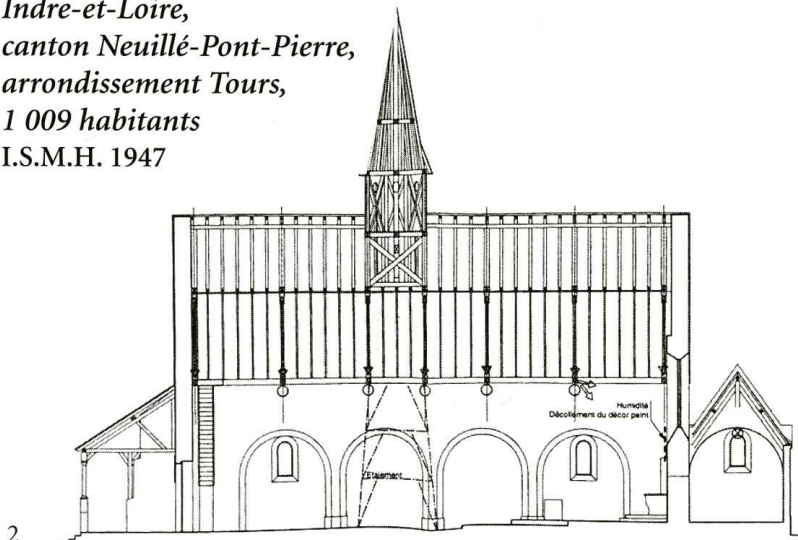 Indre-et-Loire,
canton Neuillé-Pont-Pierre,
arrondissement Tours,
1 009 habitants
I.S.M.H. 1947
Humidité
Décollement du décor peint
Etaiement
2